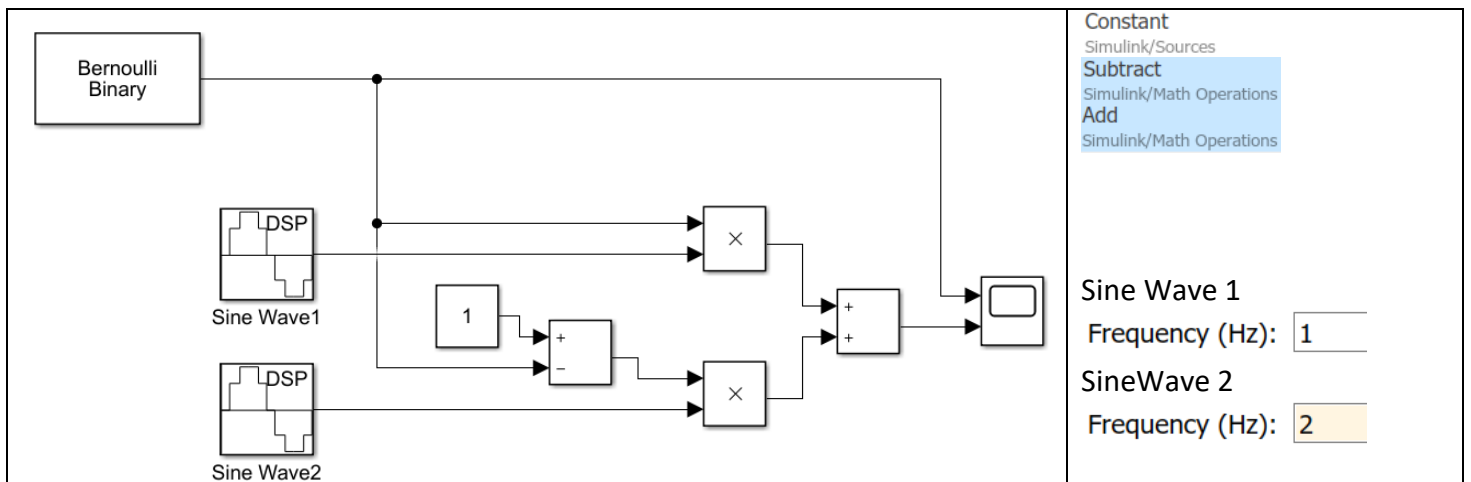 Bernoulli
Binary
DSP
Sine Wave1
1
+
−
DSP
Sine Wave2
×
×
+
+
Constant
Simulink/Sources
Subtract
Simulink/Math Operations
Add
Simulink/Math Operations
Sine Wave 1
Frequency (Hz): 1
SineWave 2
Frequency (Hz): 2